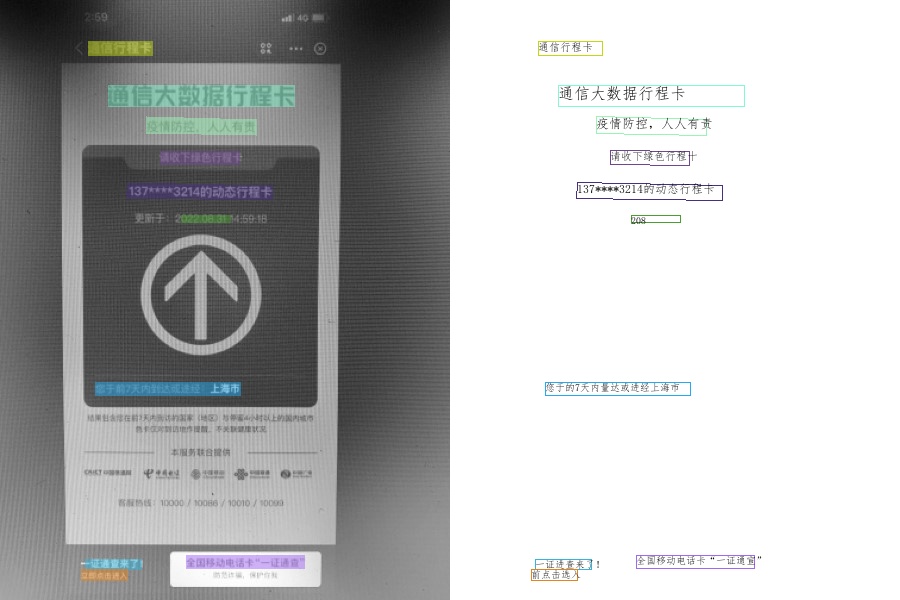 2:59 4G
通信行程卡 通信行程卡
通信大数据行程卡 通信大数据行程卡
疫情防控，人人有责 疫情防控，人人有责
请收下绿色行程卡 请收下绿色行程十
137****3214的动态行程卡 137****3214的动态行程卡
更新于：2022.08.31 14:59:18 208
您于前7天内到达或途经：上海市 您于的7天内量达或进经上海市
结果包含您在前7天内到访的国家（地区）与停留4小时以上的国内城市
色卡仅对到访地作提醒，不关联健康状况
本服务联合提供
客服热线：10000 / 10086 / 10010 / 10099
一证通查来了！ 全国移动电话卡“一证通查” 一证进查来了！ 全国移动电话卡“一证通宣”
立即点击进入 防范诈骗，保护自己 前点击选入